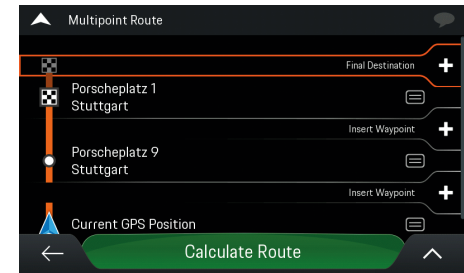 Multipoint Route
Final Destination
Porscheplatz 1
Stuttgart
Insert Waypoint
Porscheplatz 9
Stuttgart
Insert Waypoint
Current GPS Position
Calculate Route